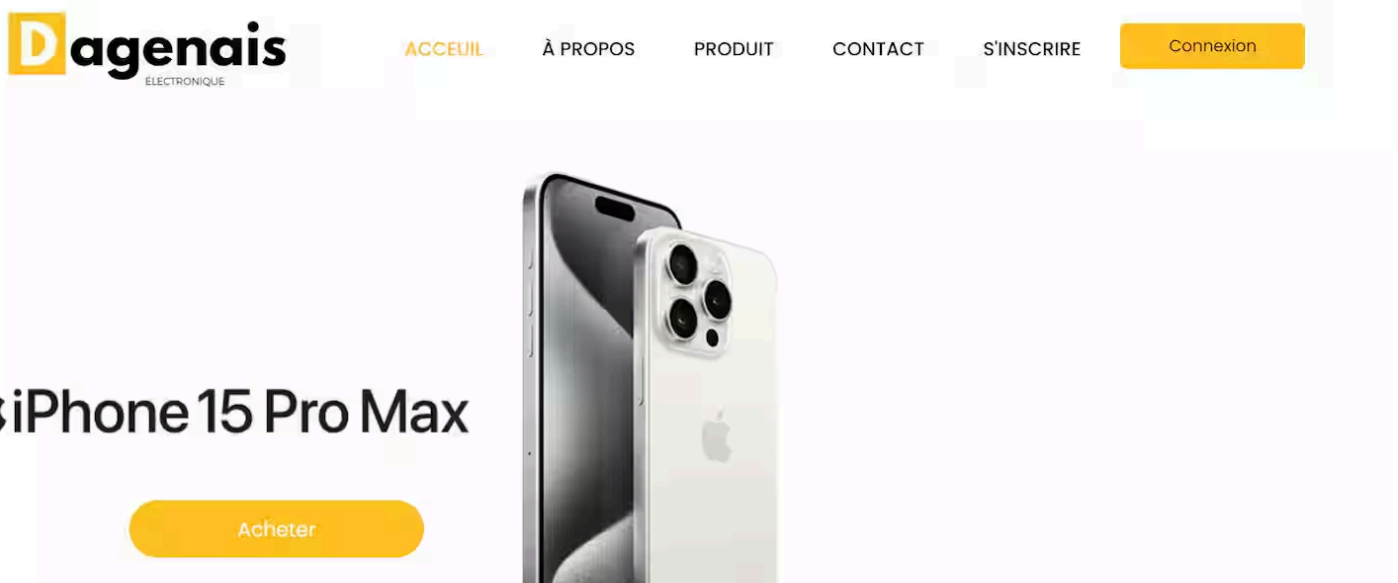 Dagenais
ÉLECTRONIQUE
ACCEUIL À PROPOS PRODUIT CONTACT S'INSCRIRE Connexion
iPhone 15 Pro Max
Acheter